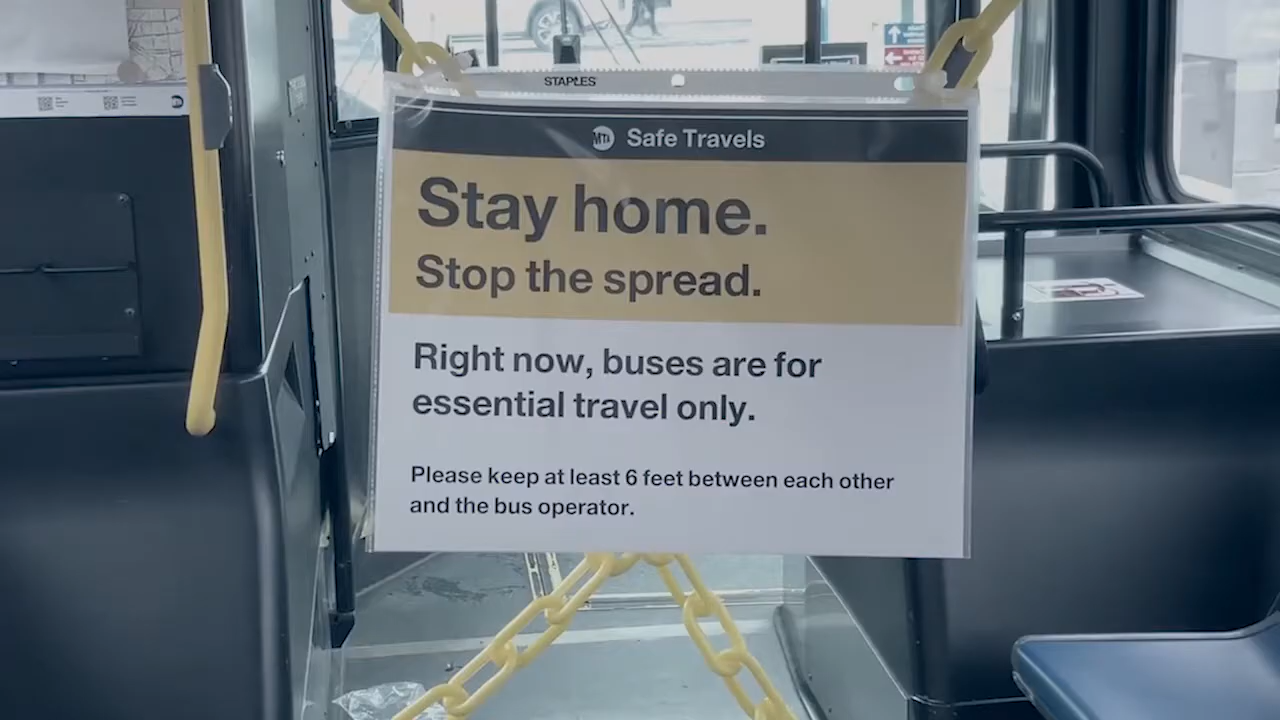 STAPLES
MTA Safe Travels
Stay home.
Stop the spread.
Right now, buses are for
essential travel only.
Please keep at least 6 feet between each other
and the bus operator.